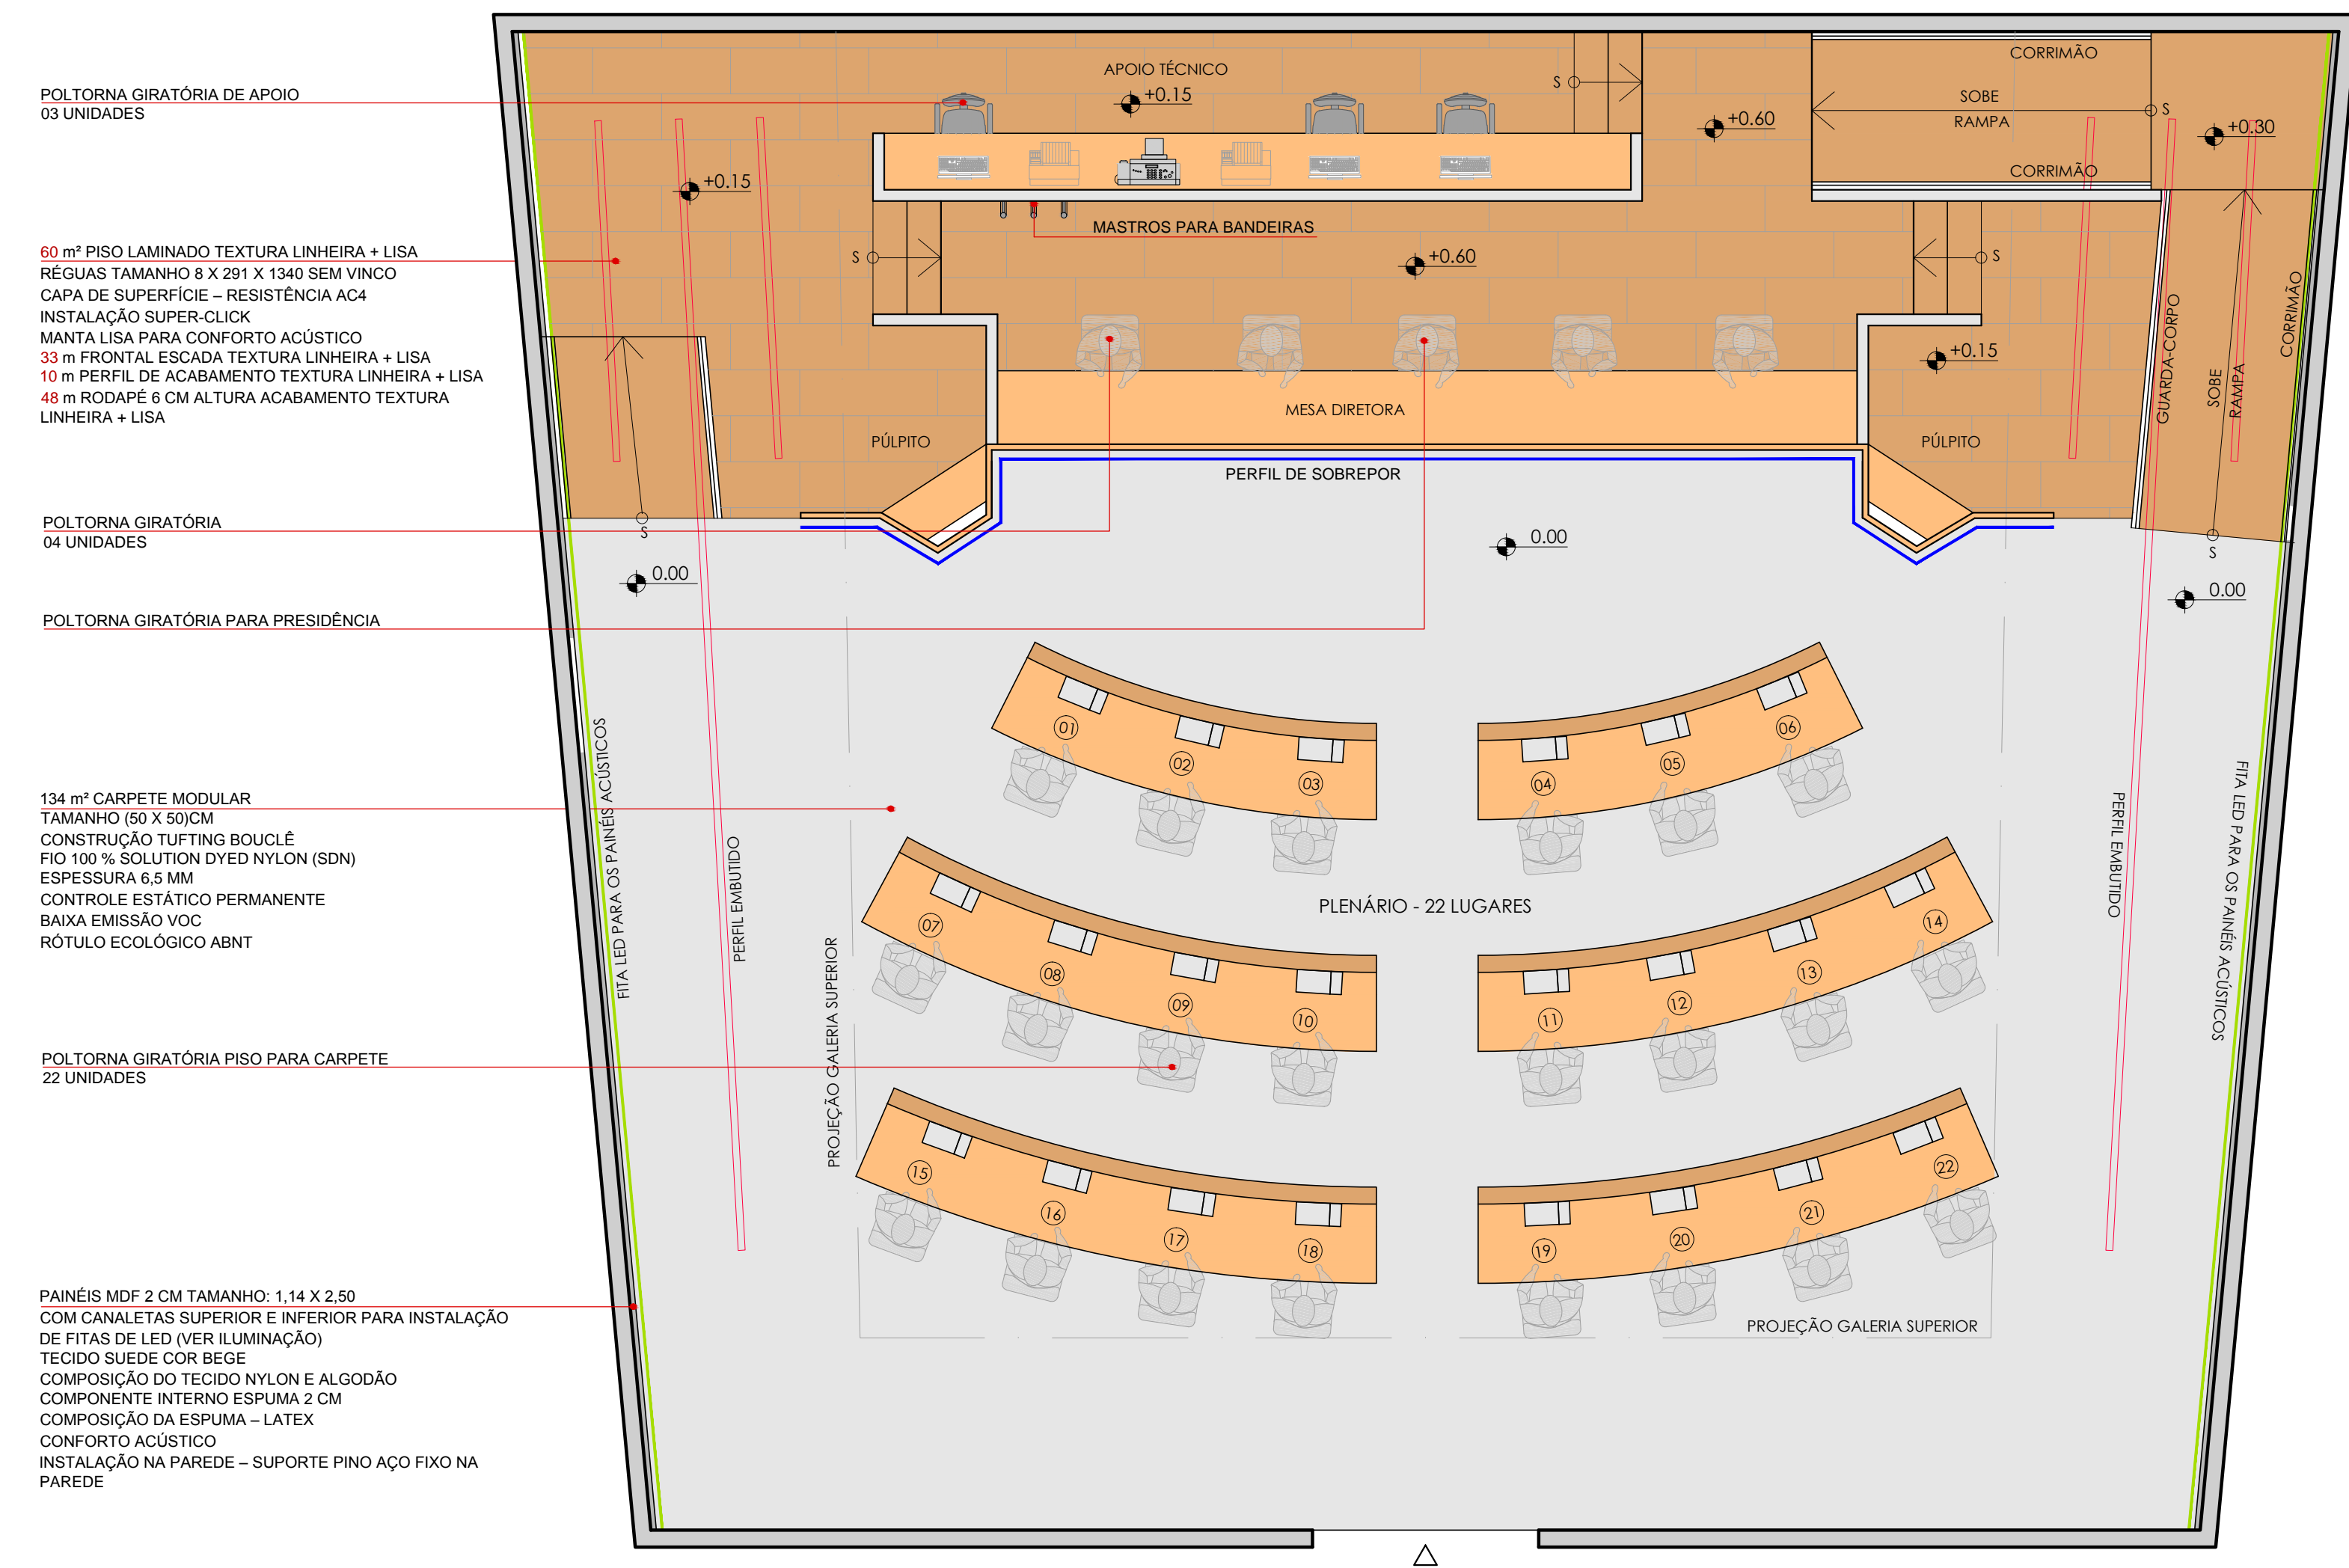 POLTORNA GIRATÓRIA DE APOIO
03 UNIDADES
60 m² PISO LAMINADO TEXTURA LINHEIRA + LISA
RÉGUAS TAMANHO 8 X 291 X 1340 SEM VINCO
CAPA DE SUPERFÍCIE – RESISTÊNCIA AC4
INSTALAÇÃO SUPER-CLICK
MANTA LISA PARA CONFORTO ACÚSTICO
33 m FRONTAL ESCADA TEXTURA LINHEIRA + LISA
10 m PERFIL DE ACABAMENTO TEXTURA LINHEIRA + LISA
48 m RODAPÉ 6 CM ALTURA ACABAMENTO TEXTURA
LINHEIRA + LISA
POLTORNA GIRATÓRIA
04 UNIDADES
POLTORNA GIRATÓRIA PARA PRESIDÊNCIA
134 m² CARPETE MODULAR
TAMANHO (50 X 50)CM
CONSTRUÇÃO TUFTING BOUCLÊ
FIO 100 % SOLUTION DYED NYLON (SDN)
ESPESSURA 6,5 MM
CONTROLE ESTÁTICO PERMANENTE
BAIXA EMISSÃO VOC
RÓTULO ECOLÓGICO ABNT
POLTORNA GIRATÓRIA PISO PARA CARPETE
22 UNIDADES
PAINÉIS MDF 2 CM TAMANHO: 1,14 X 2,50
COM CANALETAS SUPERIOR E INFERIOR PARA INSTALAÇÃO
DE FITAS DE LED (VER ILUMINAÇÃO)
TECIDO SUEDE COR BEGE
COMPOSIÇÃO DO TECIDO NYLON E ALGODÃO
COMPONENTE INTERNO ESPUMA 2 CM
COMPOSIÇÃO DA ESPUMA – LATEX
CONFORTO ACÚSTICO
INSTALAÇÃO NA PAREDE – SUPORTE PINO AÇO FIXO NA
PAREDE
APOIO TÉCNICO
+0.15
S
+0.60
CORRIMÃO
SOBE
RAMPA
S
CORRIMÃO
+0.30
+0.15
MASTROS PARA BANDEIRAS
S
+0.60
S
+0.15
GUARDA-CORPO
SOBE
RAMPA
CORRIMÃO
MESA DIRETORA
PÚLPITO
PÚLPITO
PERFIL DE SOBREPOR
S
0.00
0.00
S
0.00
FITA LED PARA OS PAINÉIS ACÚSTICOS
PERFIL EMBUTIDO
PROJEÇÃO GALERIA SUPERIOR
01
02
03
04
05
06
PLENÁRIO - 22 LUGARES
07
08
09
10
11
12
13
14
15
16
17
18
19
20
21
22
PERFIL EMBUTIDO
FITA LED PARA OS PAINÉIS ACÚSTICOS
PROJEÇÃO GALERIA SUPERIOR